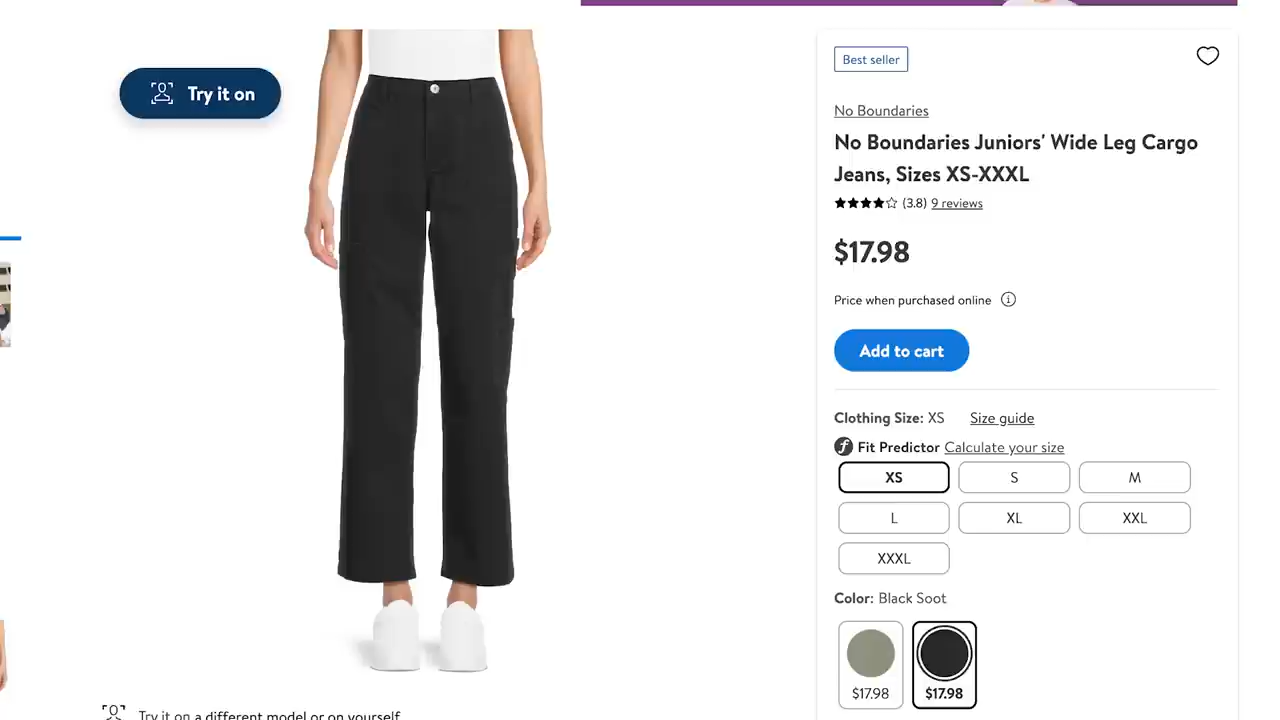 Try it on
Best seller
No Boundaries
No Boundaries Juniors' Wide Leg Cargo
Jeans, Sizes XS-XXXL
(3.8) 9 reviews
$17.98
Price when purchased online
Add to cart
Clothing Size: XS Size guide
Fit Predictor Calculate your size
XS S M
L XL XXL
XXXL
Color: Black Soot
$17.98 $17.98
Try it on a different model or on yourself